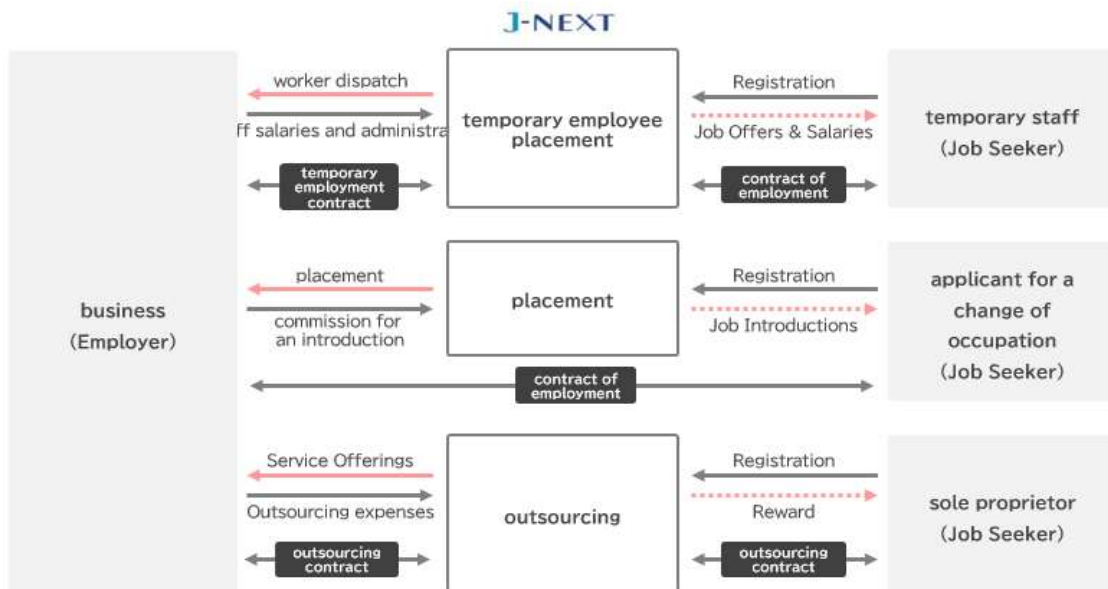 J-NEXT
worker dispatch
ff salaries and administra
temporary
employment
contract
temporary employee
placement
Registration
Job Offers & Salaries
contract of
employment
temporary staff
(Job Seeker)
business
(Employer)
placement
commission for
an introduction
placement
Registration
Job Introductions
contract of
employment
applicant for a
change of
occupation
(Job Seeker)
Service Offerings
Outsourcing expenses
outsourcing
contract
outsourcing
Registration
Reward
outsourcing
contract
sole proprietor
(Job Seeker)